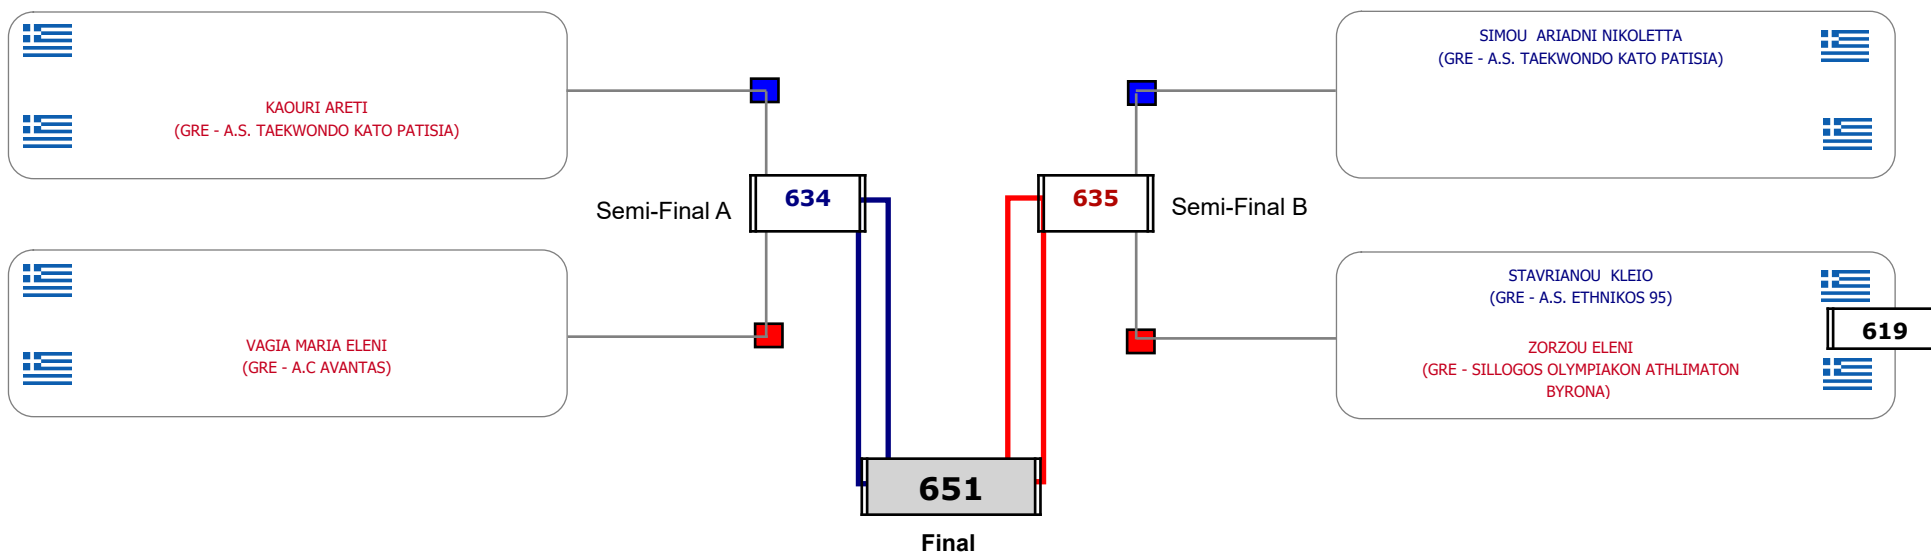 KAOURI ARETI
(GRE - A.S. TAEKWONDO KATO PATISIA)
SIMOU ARIADNI NIKOLETTA
(GRE - A.S. TAEKWONDO KATO PATISIA)
634
Semi-Final A
635
Semi-Final B
VAGIA MARIA ELENI
(GRE - A.C AVANTAS)
STAVRIANOU KLEIO
(GRE - A.S. ETHNIKOS 95)
619
ZORZOU ELENI
(GRE - SILLOGOS OLYMPIAKON ATHLIMATON
BYRONA)
651
Final